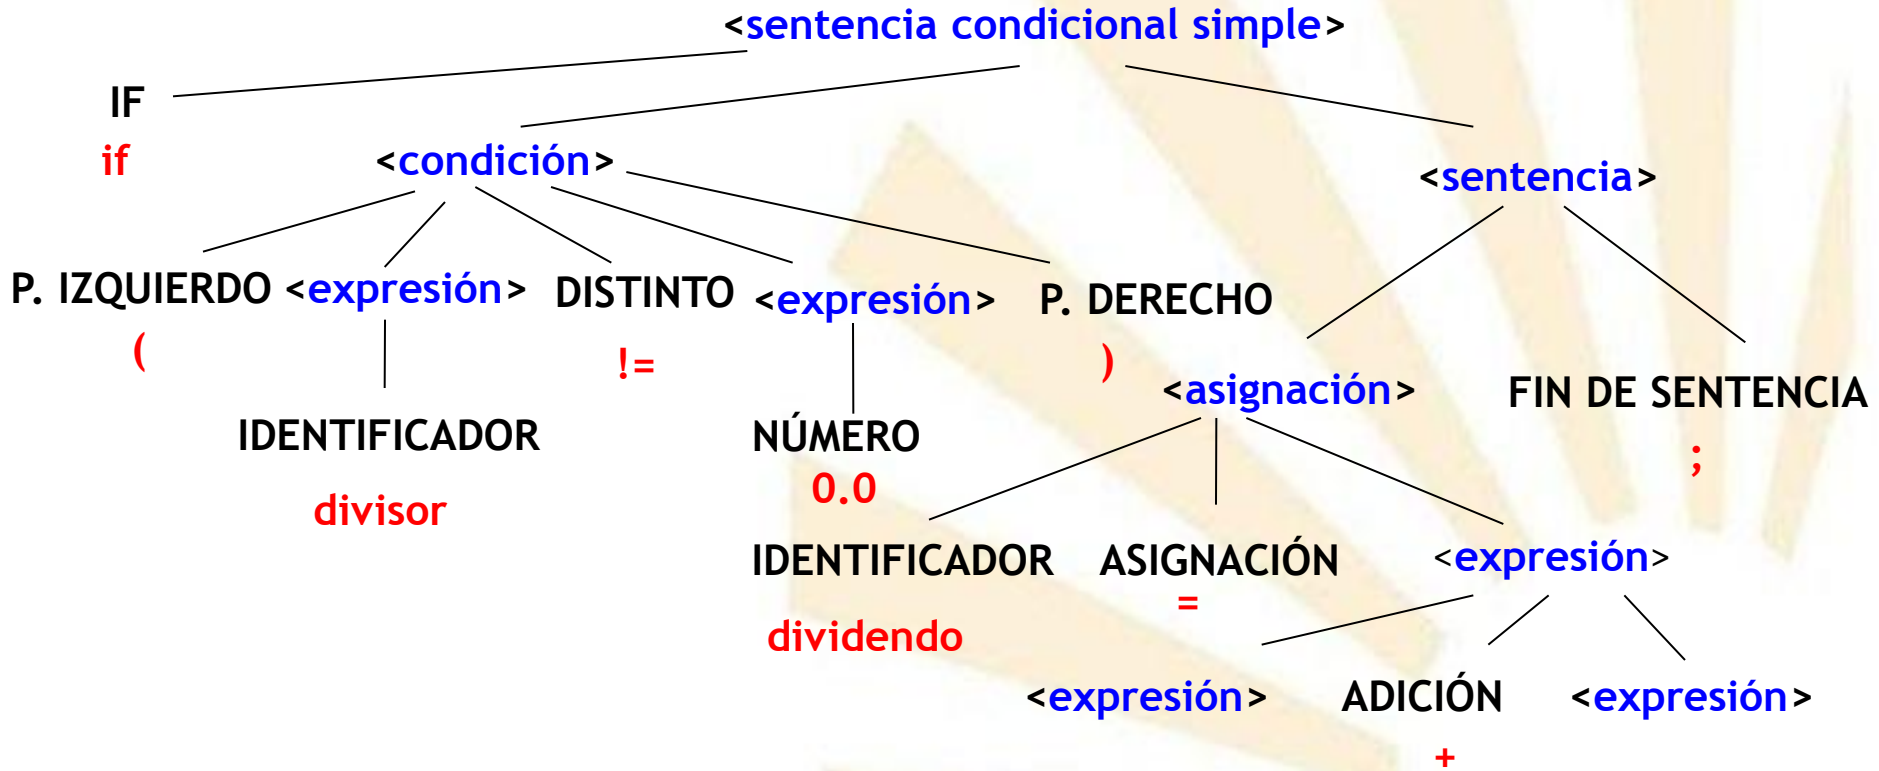 <sentencia condicional simple>
IF
if
<condición>
<sentencia>
P. IZQUIERDO <expresión> DISTINTO <expresión> P. DERECHO
( != )
<asignación> FIN DE SENTENCIA
;
IDENTIFICADOR NÚMERO
divisor 0.0
IDENTIFICADOR ASIGNACIÓN <expresión>
=
dividendo
<expresión> ADICIÓN <expresión>
+